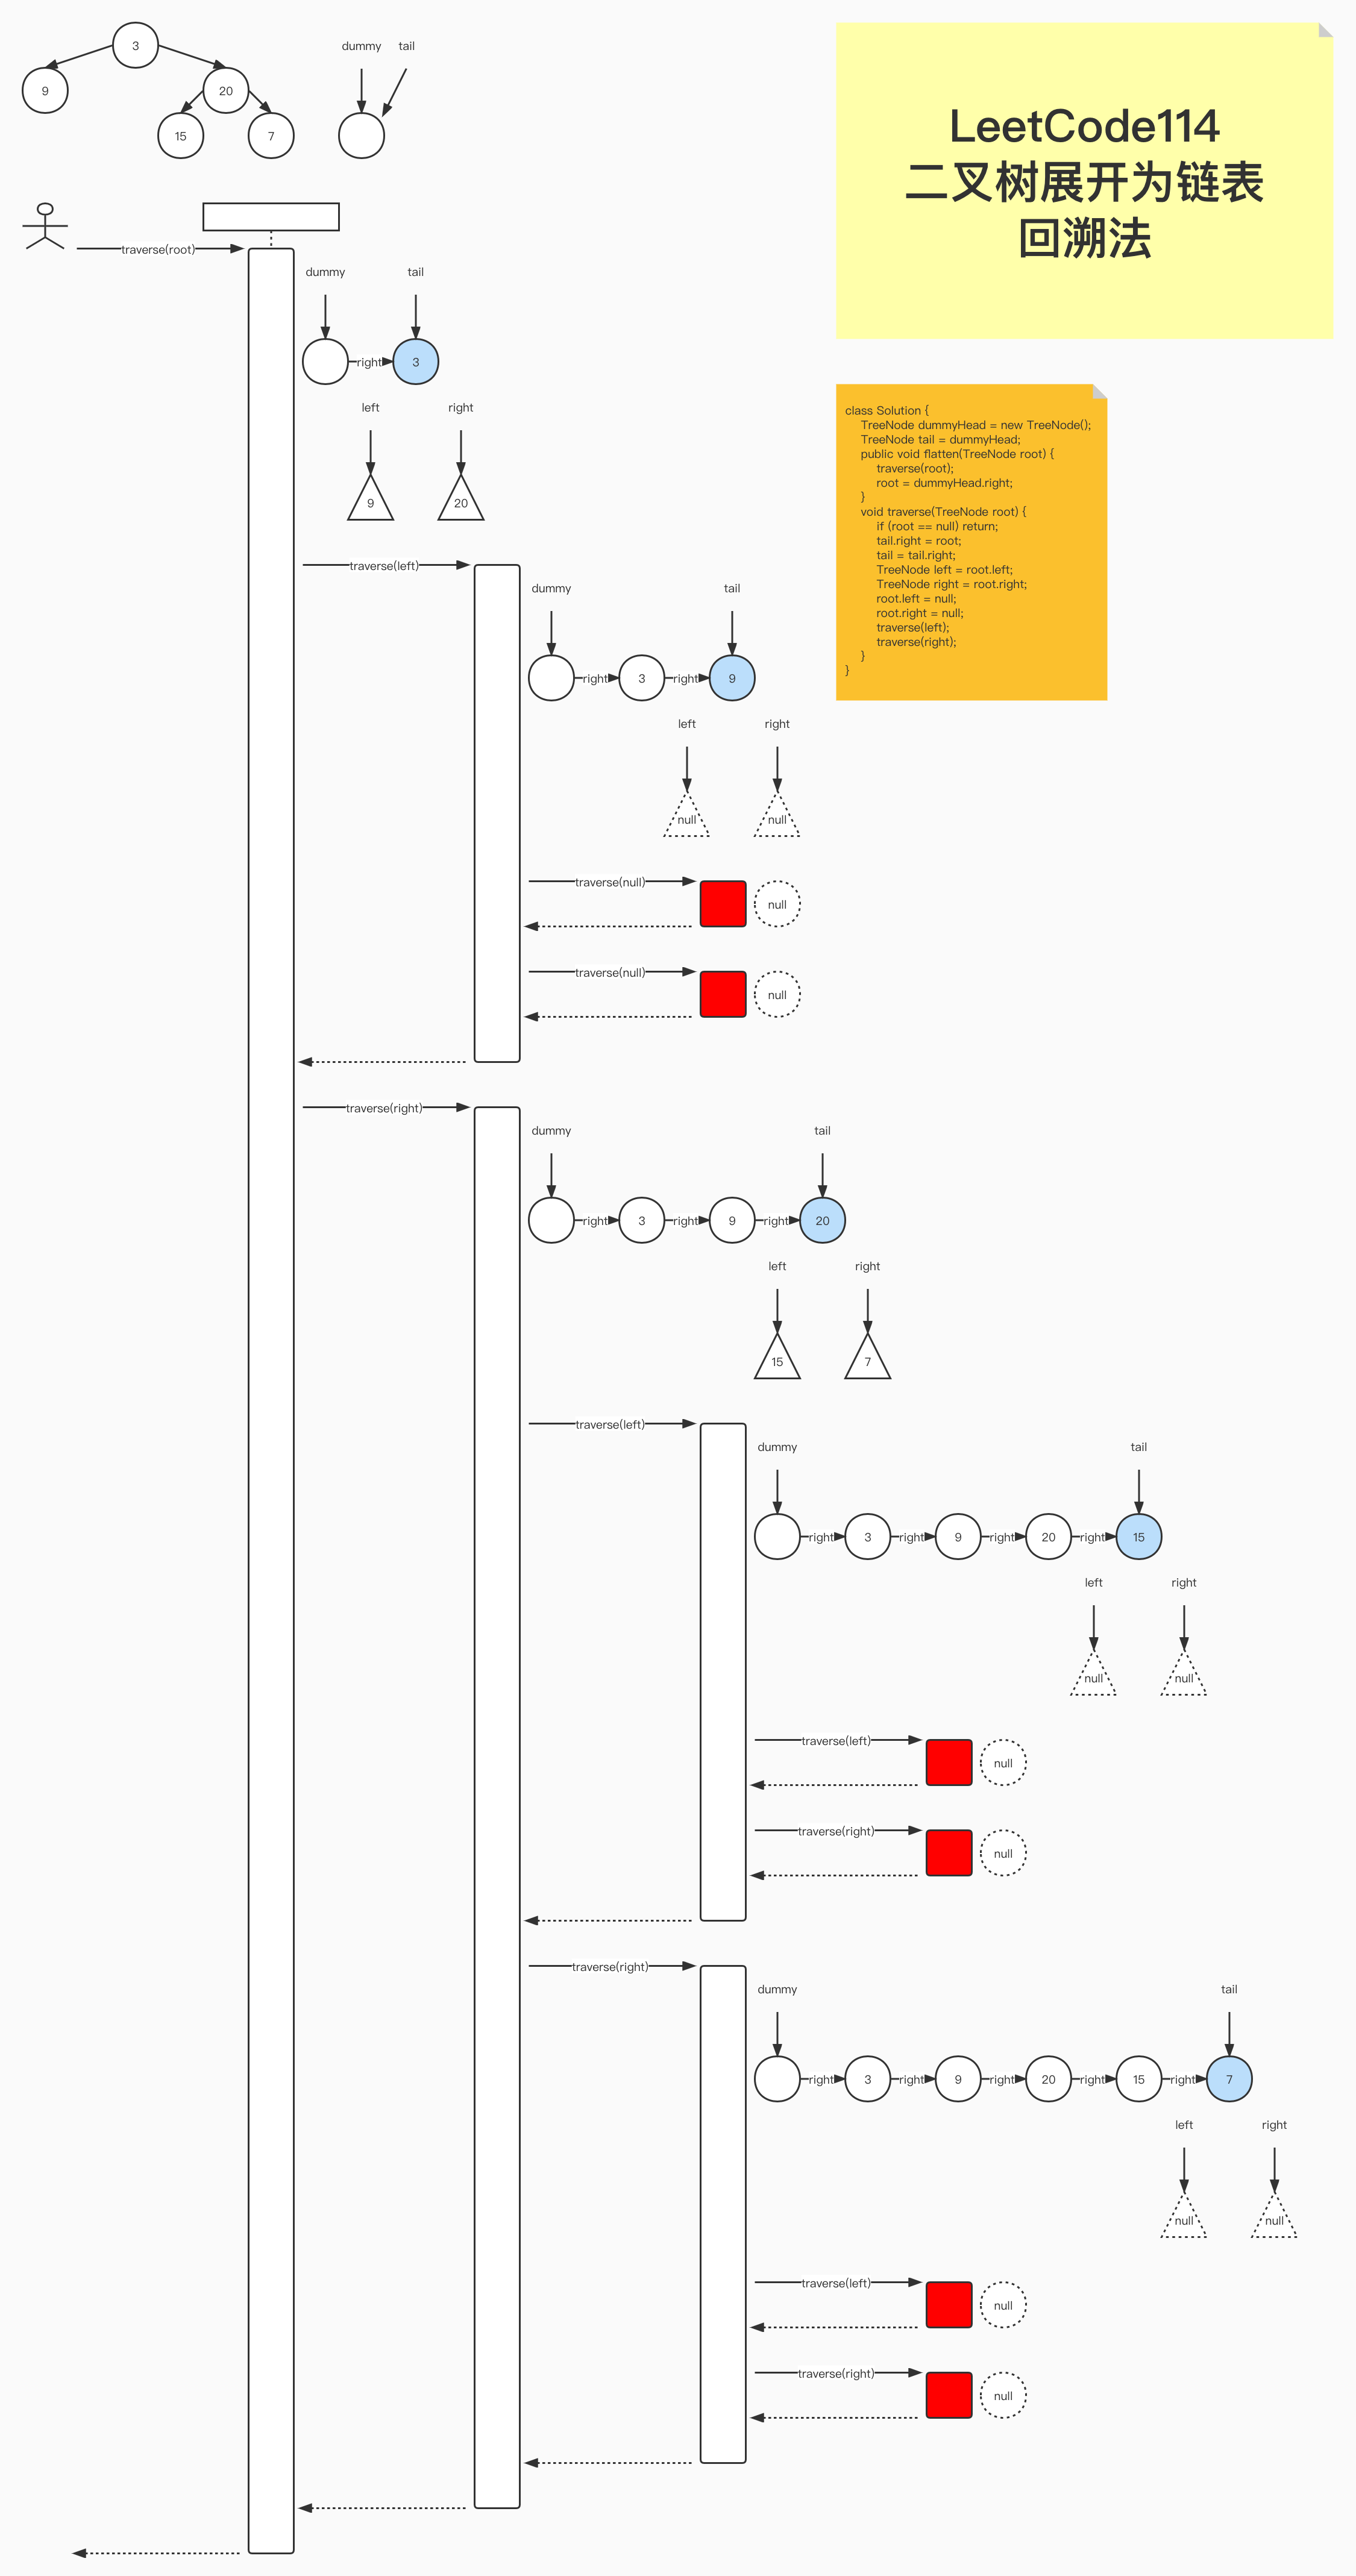 3
9
20
15
7
dummy tail
LeetCode114
二叉树展开为链表
回溯法
traverse(root)
dummy tail
right 3
left right
9 20
class Solution {
TreeNode dummyHead = new TreeNode();
TreeNode tail = dummyHead;
public void flatten(TreeNode root) {
traverse(root);
root = dummyHead.right;
}
void traverse(TreeNode root) {
if (root == null) return;
tail.right = root;
tail = tail.right;
TreeNode left = root.left;
TreeNode right = root.right;
root.left = null;
root.right = null;
traverse(left);
traverse(right);
}
}
traverse(left)
dummy tail
right 3 right 9
left right
null null
traverse(null) null
traverse(null) null
traverse(right)
dummy tail
right 3 right 9 right 20
left right
15 7
traverse(left)
dummy tail
right 3 right 9 right 20 right 15
left right
null null
traverse(left) null
traverse(right) null
traverse(right)
dummy tail
right 3 right 9 right 20 right 15 right 7
left right
null null
traverse(left) null
traverse(right) null